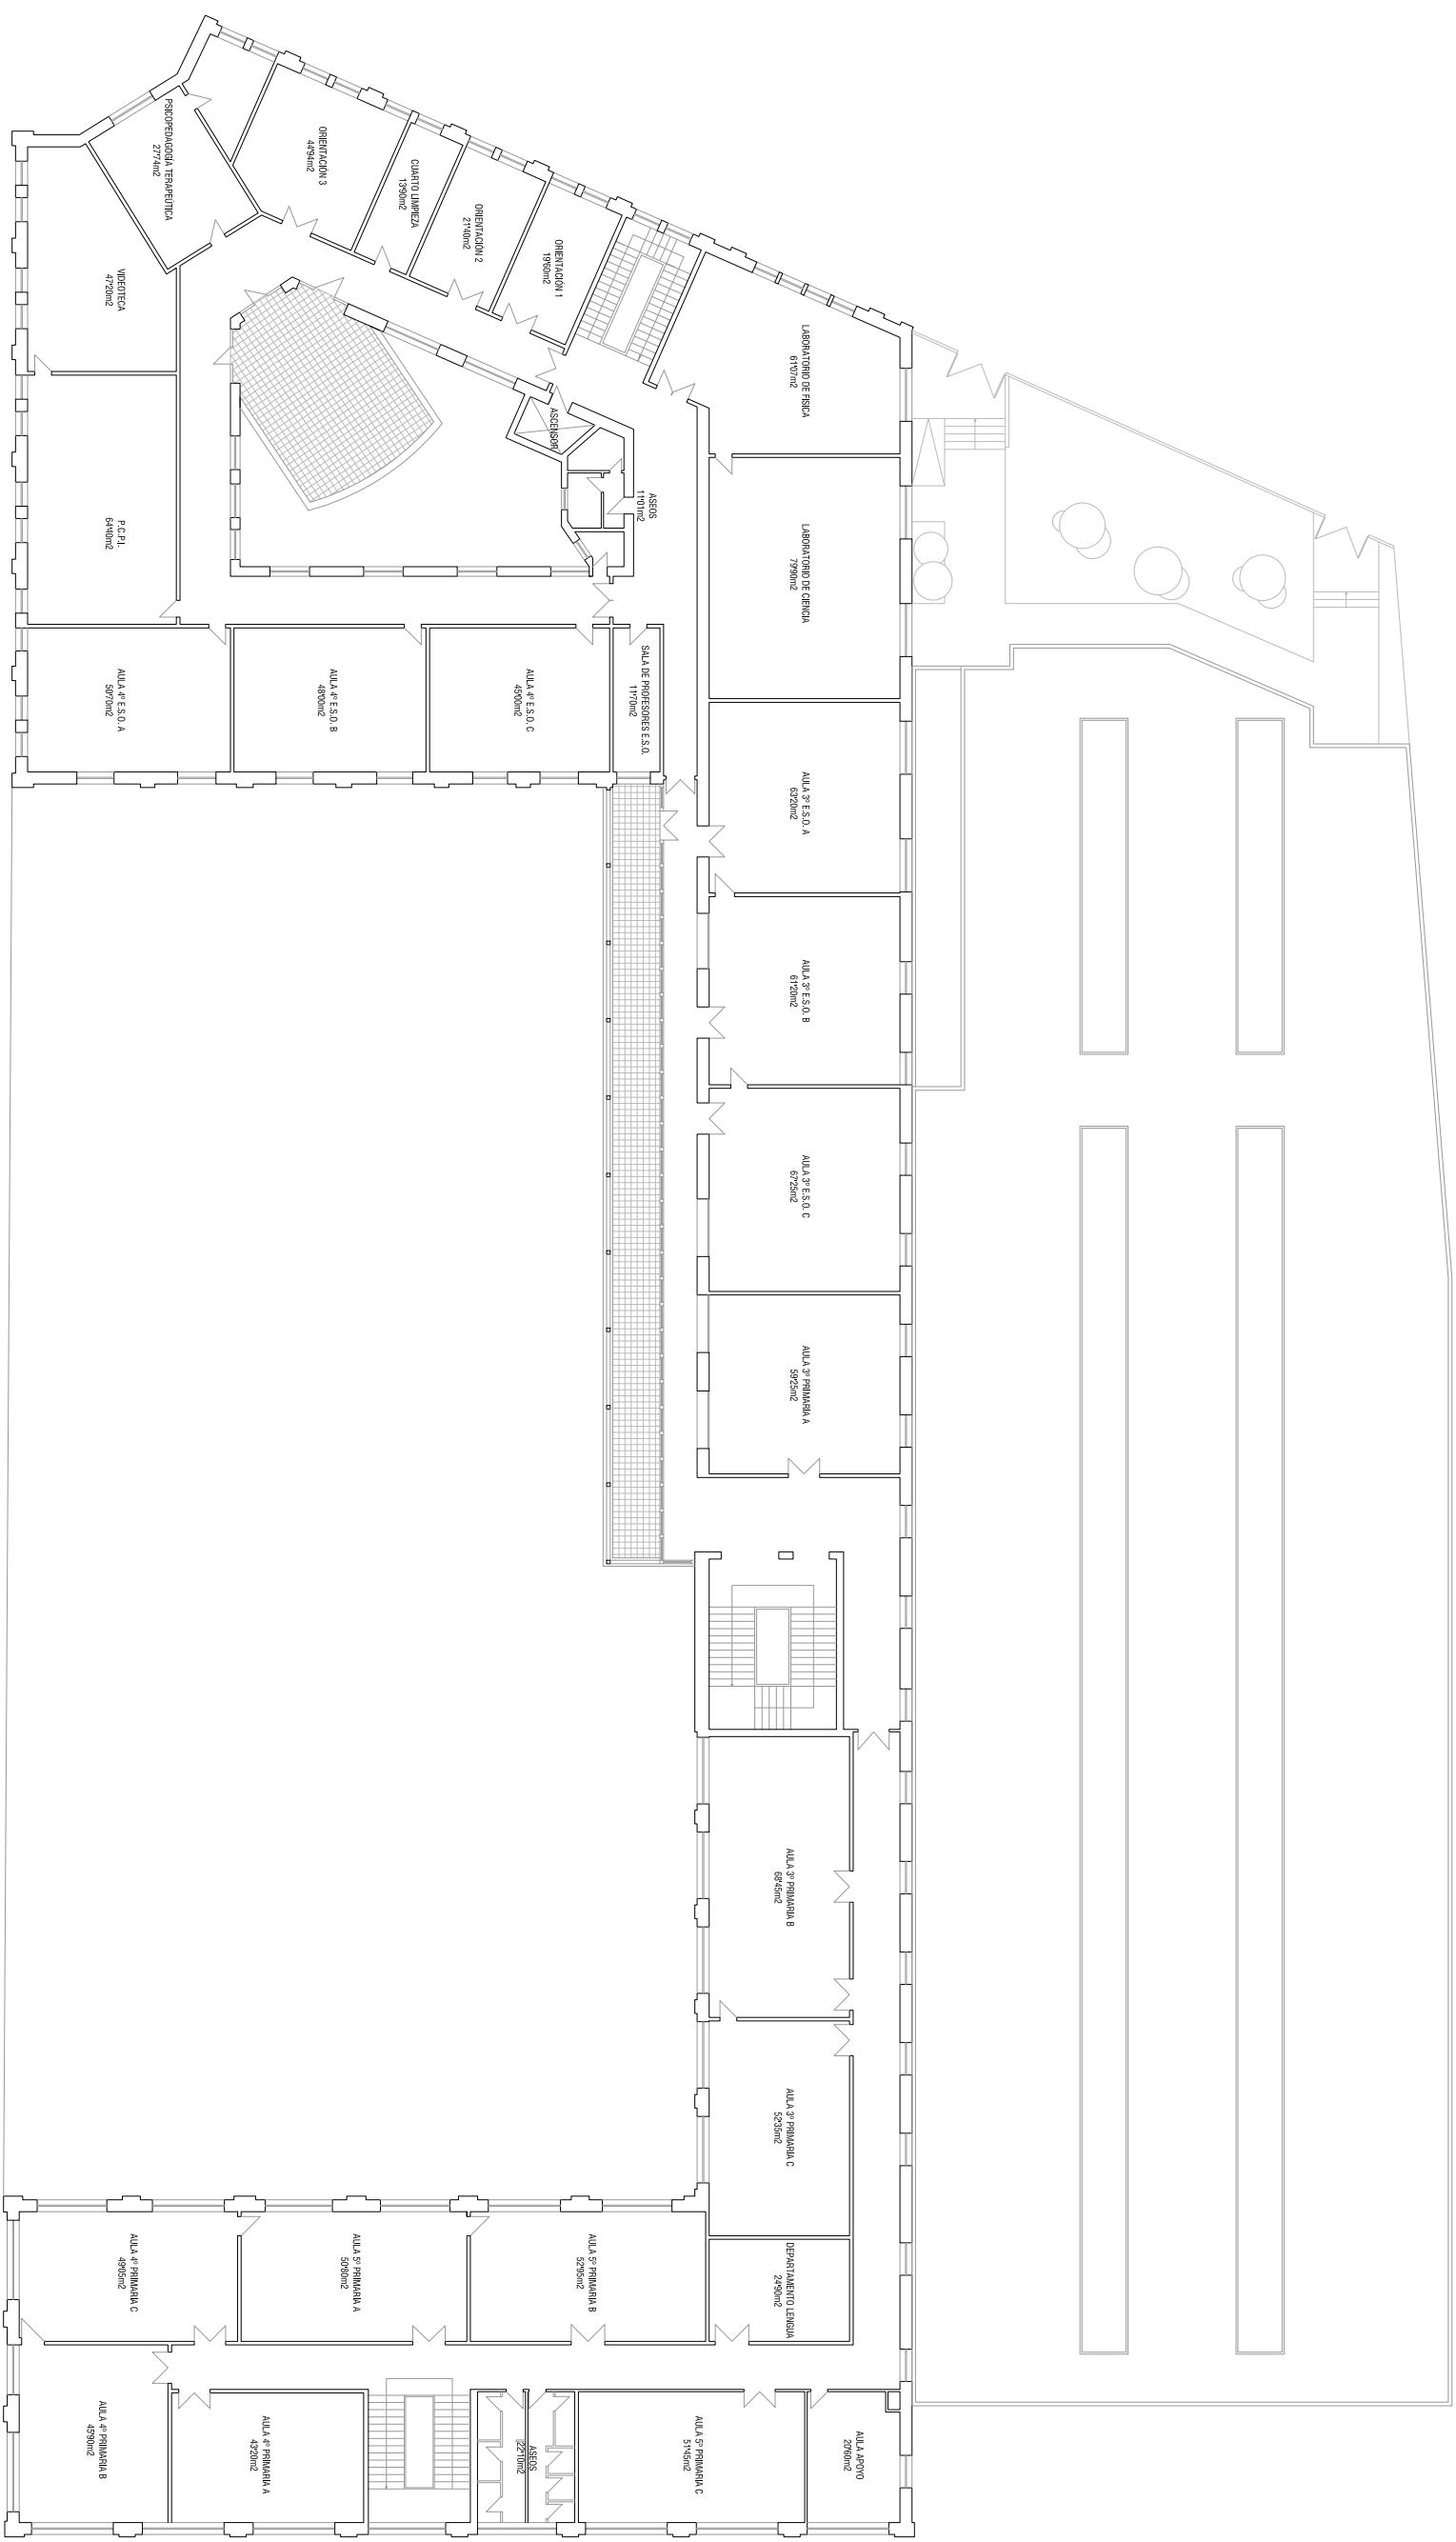 PSICOPEDAGOGÍA TERAPEÚTICA
27'74m2
ORIENTACIÓN 3
44'94m2
CUARTO LIMPIEZA
13'90m2
ORIENTACIÓN 2
21'40m2
ORIENTACIÓN 1
19'60m2
VIDEOTECA
47'20m2
LABORATORIO DE FISICA
61'07m2
ASCENSOR
ASEOS
11'01m2
P.C.P.I.
64'40m2
LABORATORIO DE CIENCIA
79'90m2
AULA 4º E.S.O. A
50'70m2
AULA 4º E.S.O. B
48'00m2
AULA 4º E.S.O. C
45'00m2
SALA DE PROFESORES E.S.O.
11'70m2
AULA 3º E.S.O. A
63'20m2
AULA 3º E.S.O. B
61'20m2
AULA 3º E.S.O. C
67'25m2
AULA 3º PRIMARIA A
59'25m2
AULA 3º PRIMARIA B
68'45m2
AULA 3º PRIMARIA C
52'35m2
AULA 4º PRIMARIA C
49'05m2
AULA 5º PRIMARIA A
50'80m2
AULA 5º PRIMARIA B
52'95m2
DEPARTAMENTO LENGUA
24'90m2
AULA 4º PRIMARIA B
45'90m2
AULA 4º PRIMARIA A
43'20m2
ASEOS
22'10m2
AULA 5º PRIMARIA C
51'45m2
AULA APOYO
20'60m2